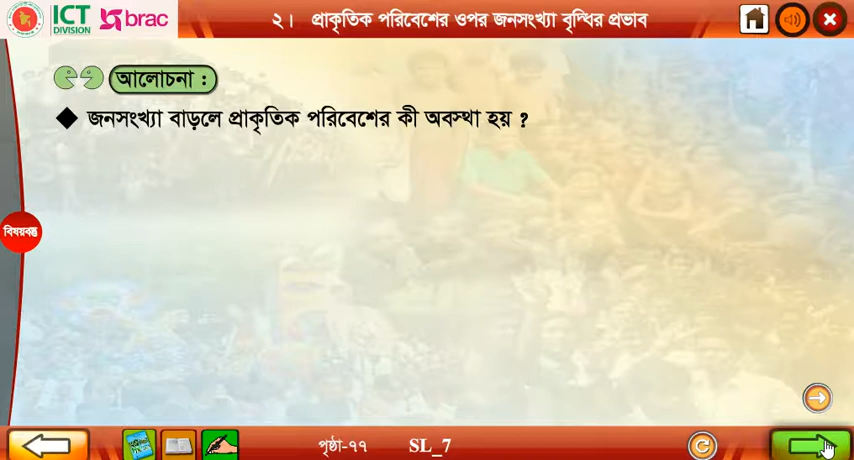 ICT
DIVISION
brac
২। প্রাকৃতিক পরিবেশের ওপর জনসংখ্যা বৃদ্ধির প্রভাব
আলোচনা :
জনসংখ্যা বাড়লে প্রাকৃতিক পরিবেশের কী অবস্থা হয় ?
বিষয়বস্তু
পৃষ্ঠা-৭৭
SL_7